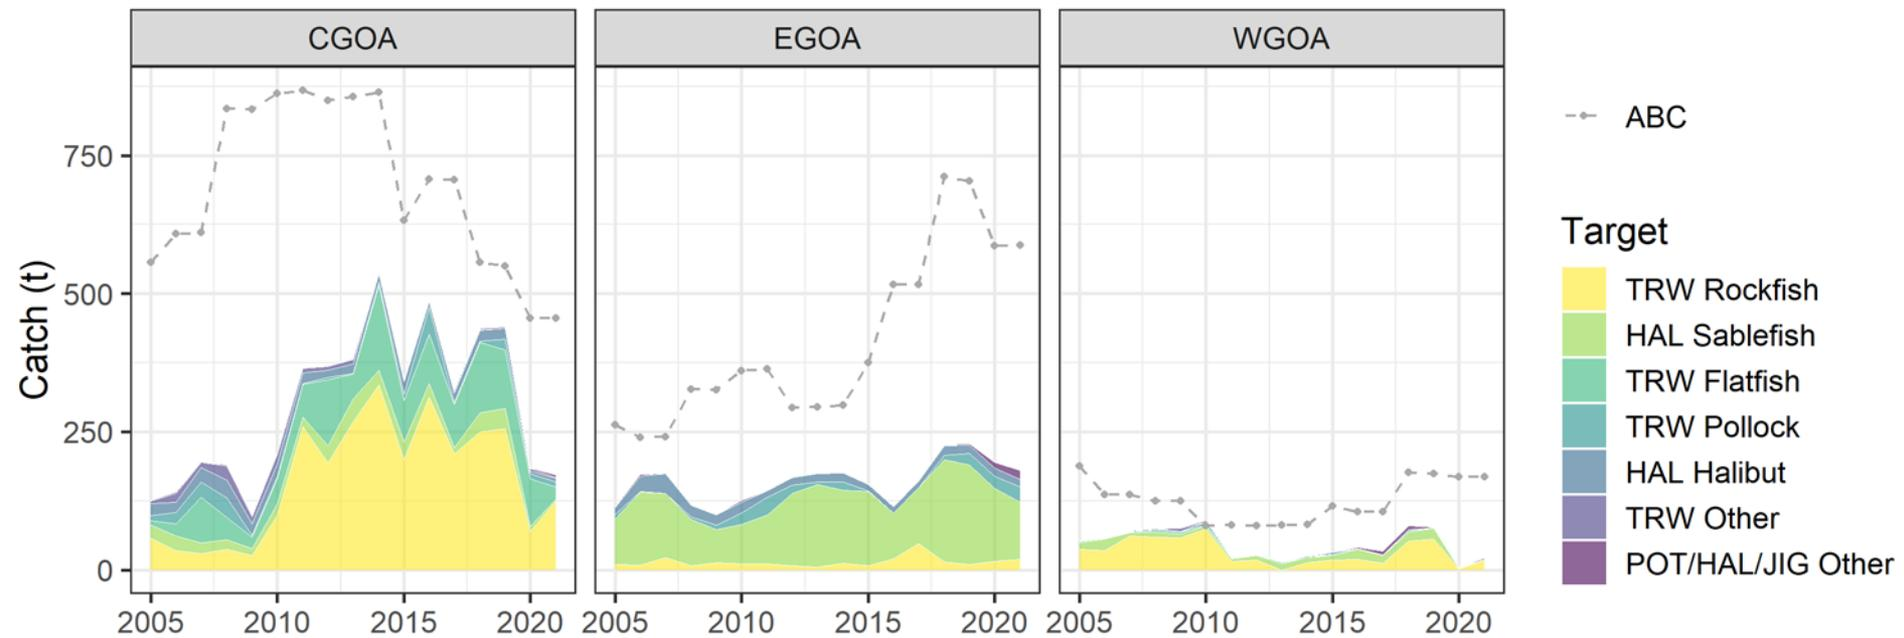 CGOA
EGOA
WGOA
Catch (t)
750
500
250
0
2005 2010 2015 2020
2005 2010 2015 2020
2005 2010 2015 2020
ABC
Target
TRW Rockfish
HAL Sablefish
TRW Flatfish
TRW Pollock
HAL Halibut
TRW Other
POT/HAL/JIG Other